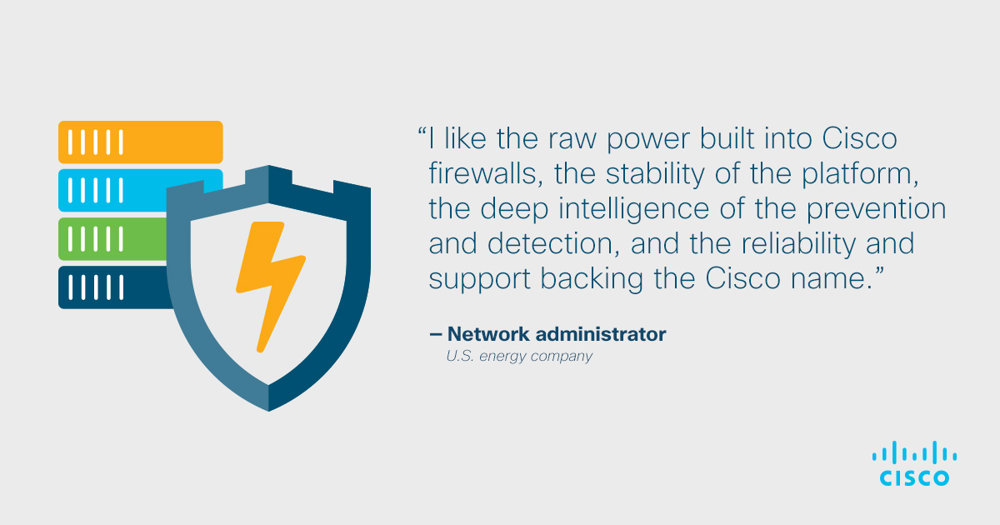 “I like the raw power built into Cisco
firewalls, the stability of the platform,
the deep intelligence of the prevention
and detection, and the reliability and
support backing the Cisco name.”
– Network administrator
U.S. energy company
CISCO